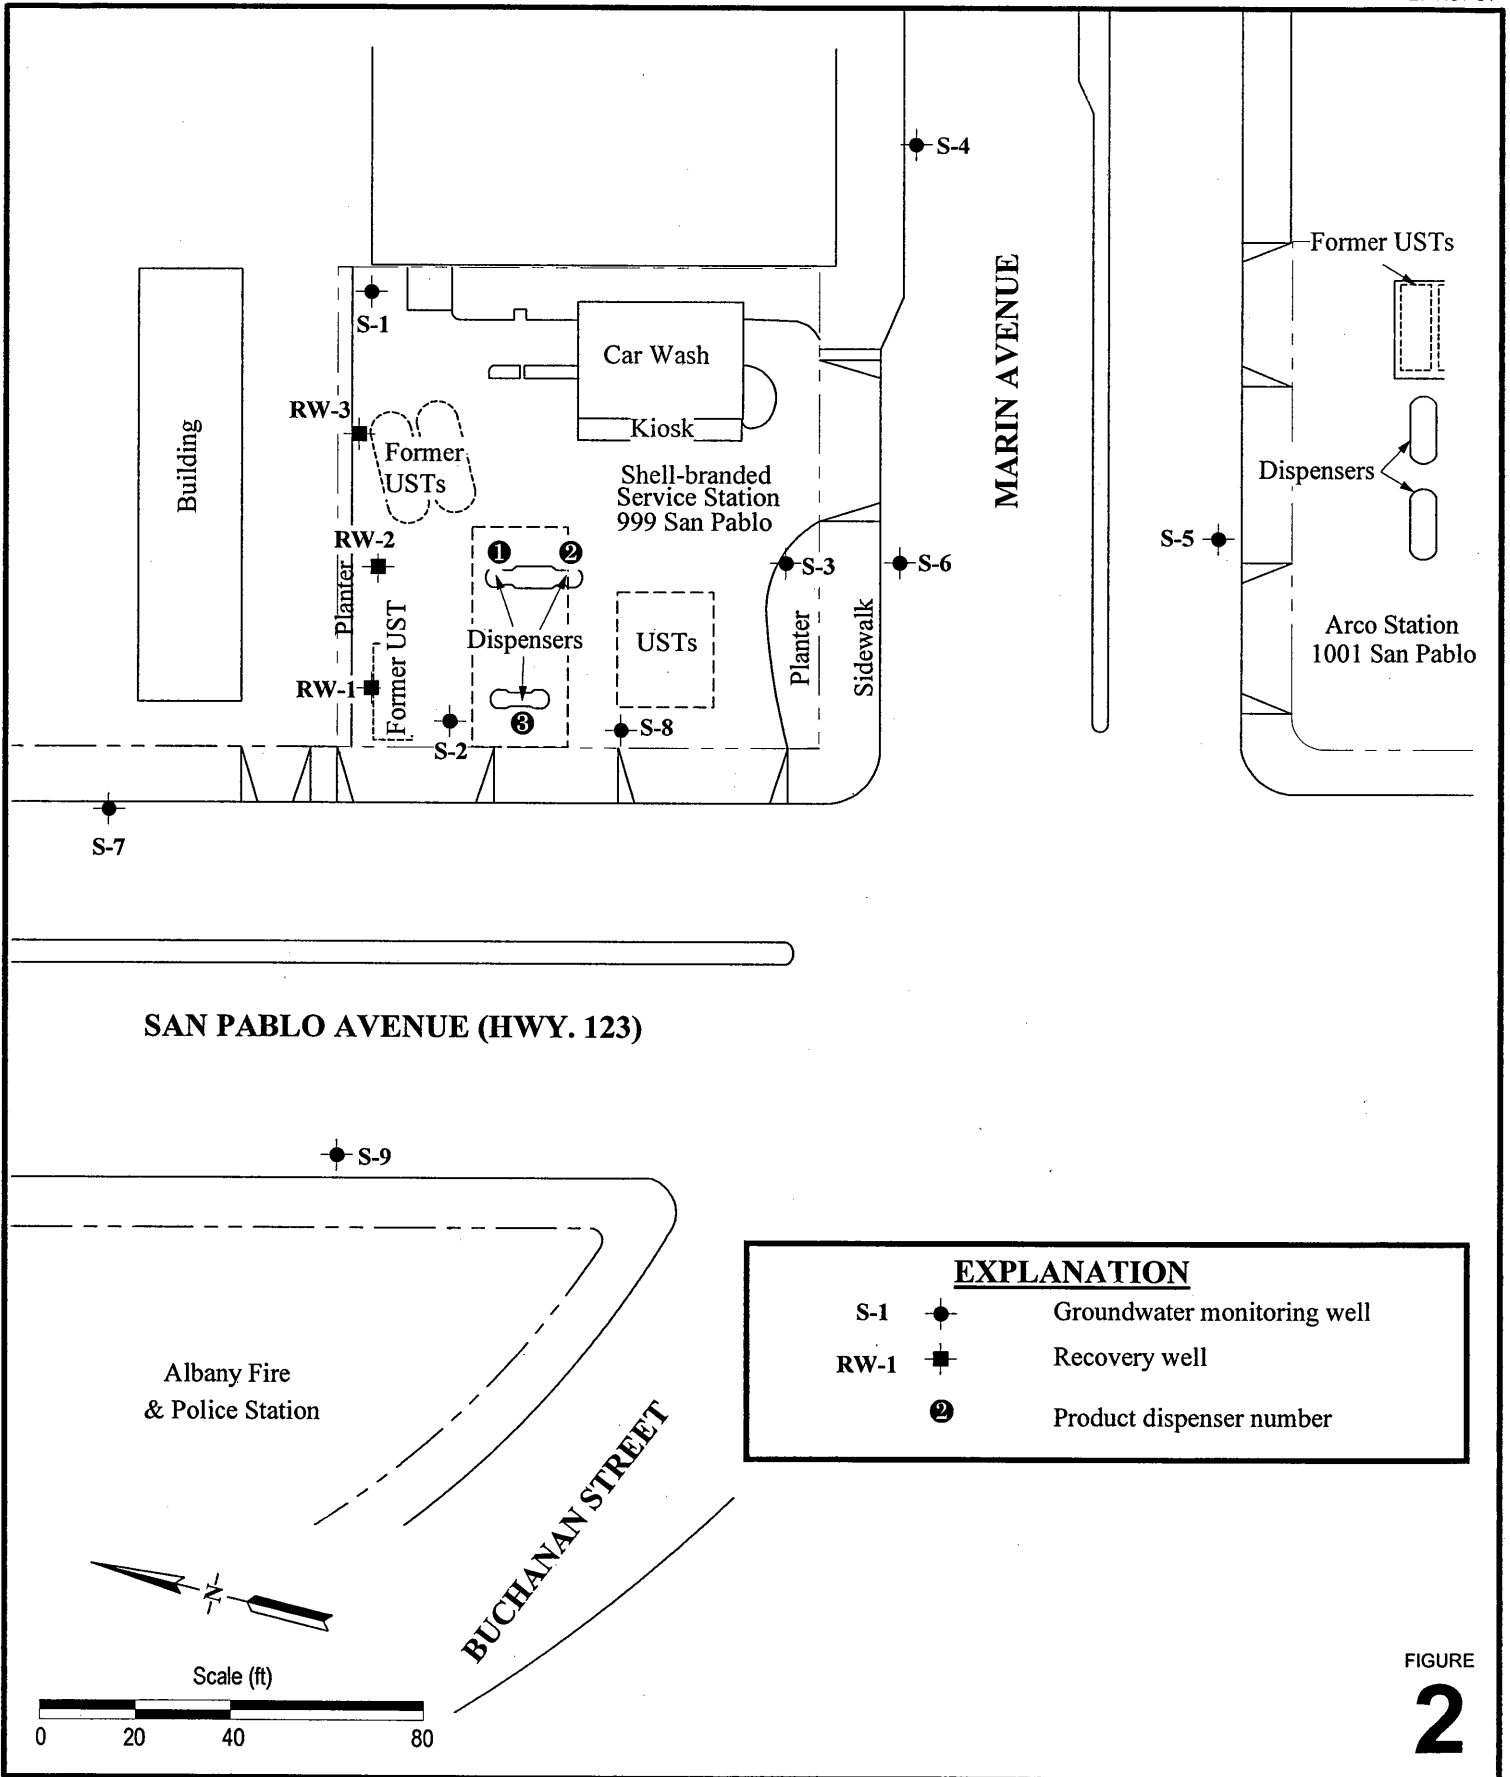 S-4
Former USTs
S-1
Car Wash
MARIN AVENUE
RW-3
Kiosk
Building
Former
USTs
Dispensers
Shell-branded
Service Station
999 San Pablo
RW-2
1
2
S-3
S-6
S-5
Planter
Former UST
Dispensers
USTs
Planter
Sidewalk
Arco Station
1001 San Pablo
RW-1
3
S-2
S-8
S-7
SAN PABLO AVENUE (HWY. 123)
S-9
EXPLANATION
S-1 Groundwater monitoring well
RW-1 Recovery well
2 Product dispenser number
Albany Fire
& Police Station
BUCHANAN STREET
N
Scale (ft)
0 20 40 80
FIGURE
2